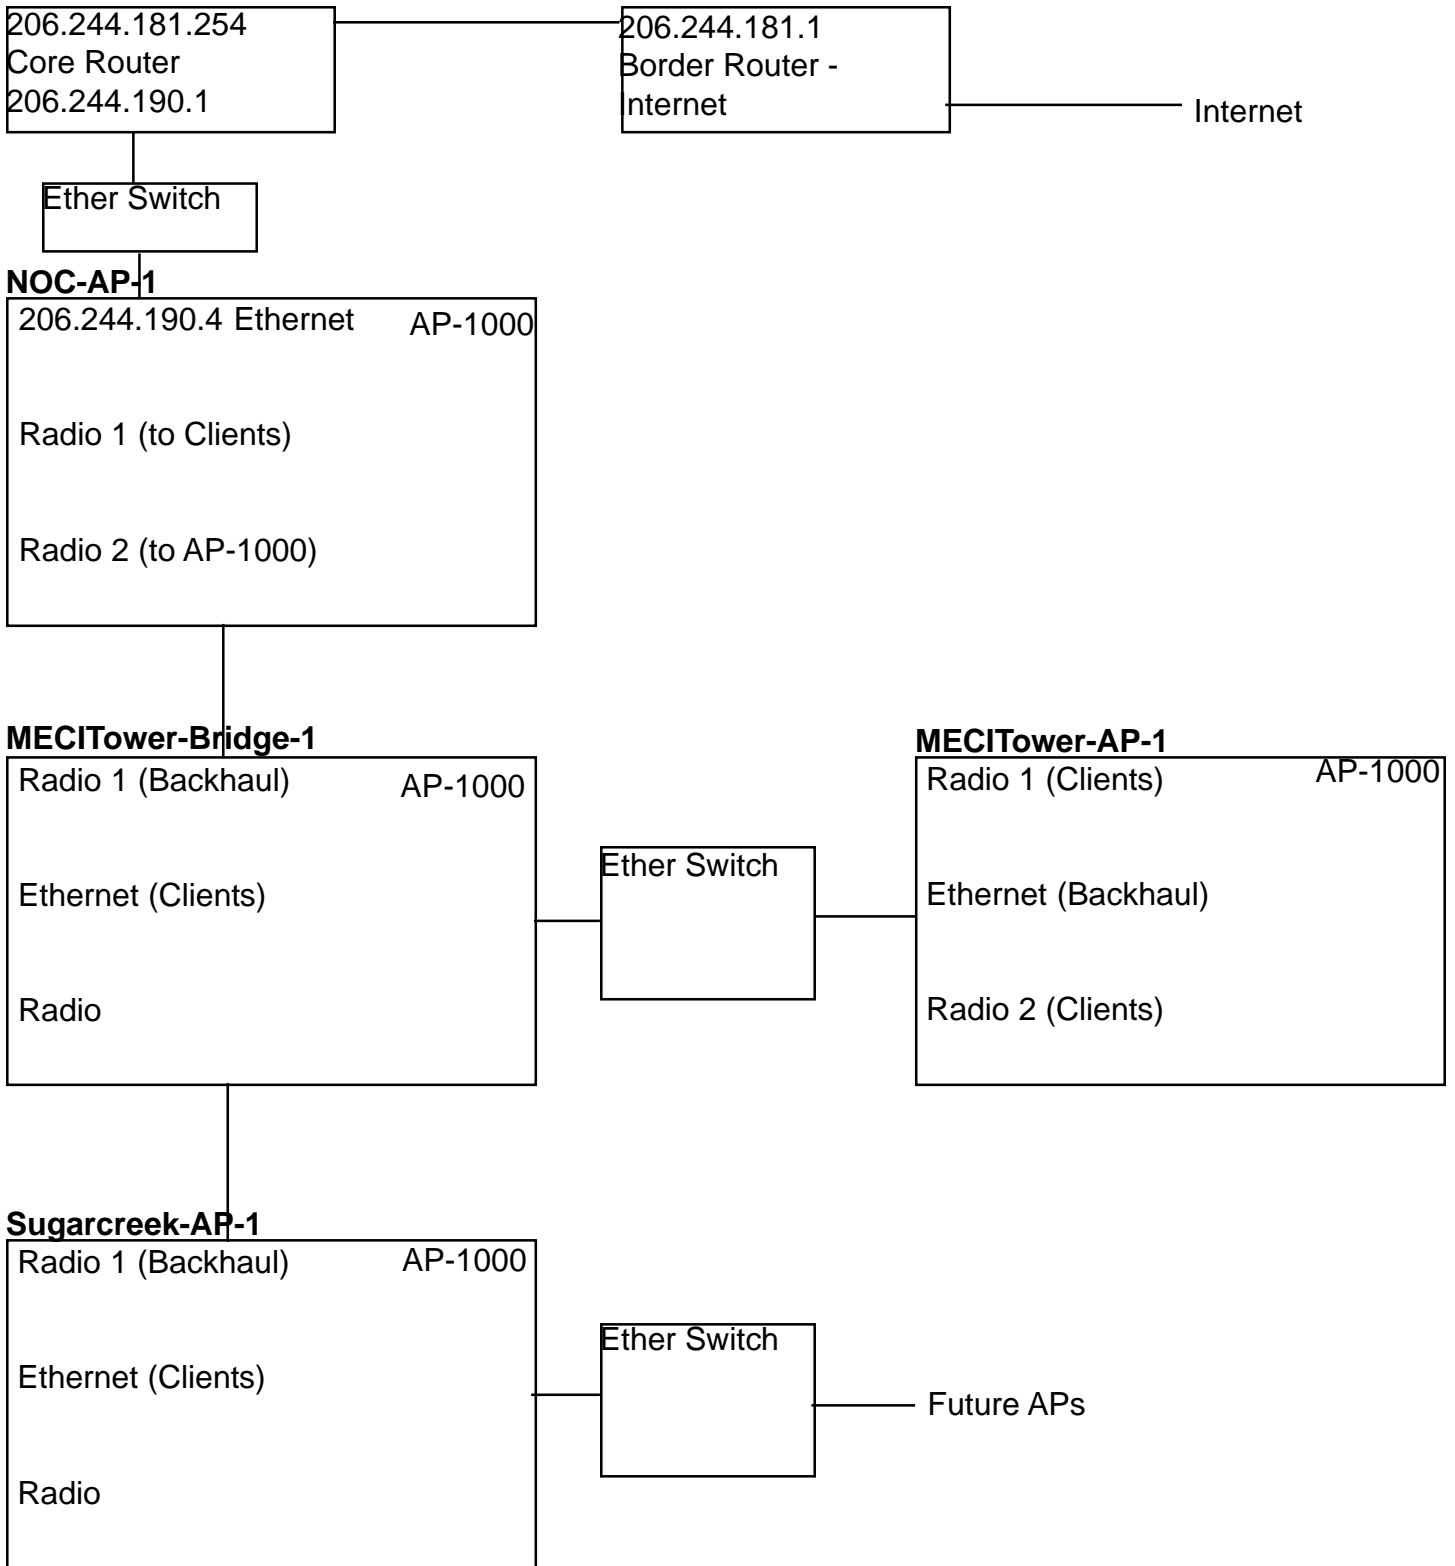 206.244.181.254
Core Router
206.244.190.1
206.244.181.1
Border Router -
Internet
Internet
Ether Switch
NOC-AP-1
206.244.190.4 Ethernet
AP-1000
Radio 1 (to Clients)
Radio 2 (to AP-1000)
MECITower-Bridge-1
Radio 1 (Backhaul)
AP-1000
Ethernet (Clients)
Radio
Ether Switch
MECITower-AP-1
Radio 1 (Clients)
AP-1000
Ethernet (Backhaul)
Radio 2 (Clients)
Sugarcreek-AP-1
Radio 1 (Backhaul)
AP-1000
Ethernet (Clients)
Radio
Ether Switch
Future APs